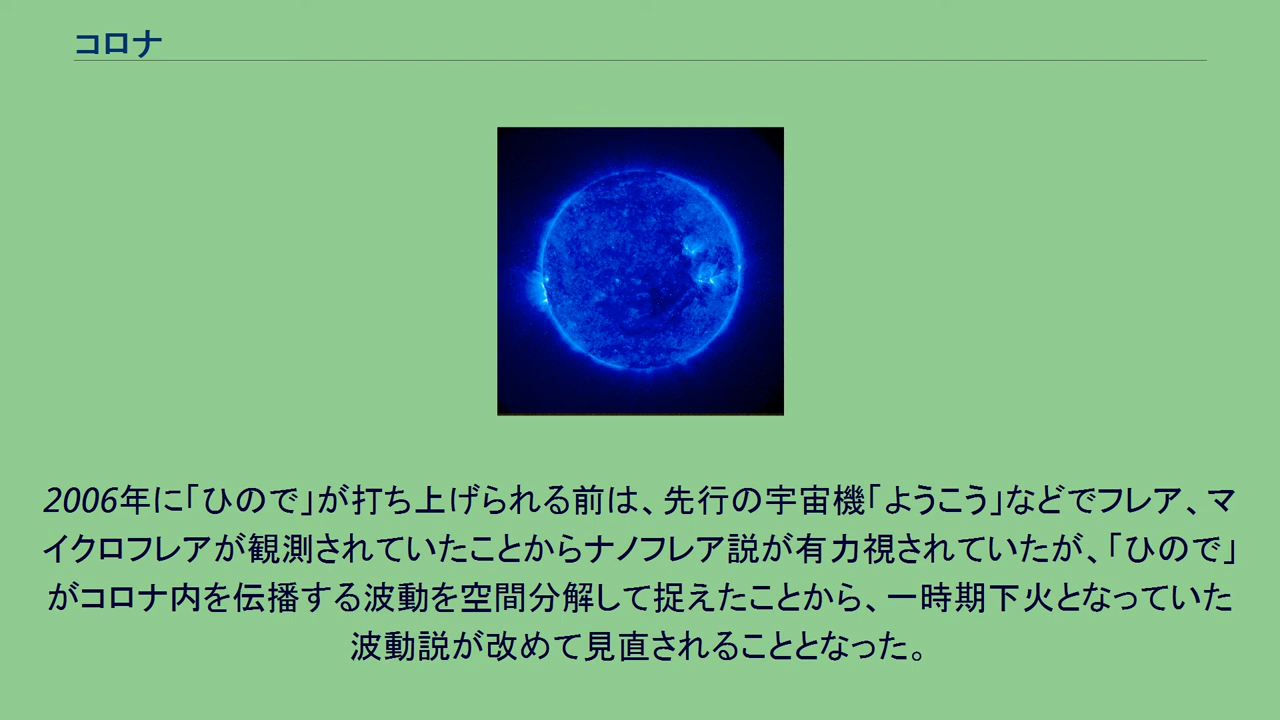 コロナ
2006年に「ひので」が打ち上げられる前は、先行の宇宙機「ようこう」などでフレア、マ
イクロフレアが観測されていたことからナノフレア説が有力視されていたが、「ひので」
がコロナ内を伝播する波動を空間分解して捉えたことから、一時期下火となっていた
波動説が改めて見直されることとなった。